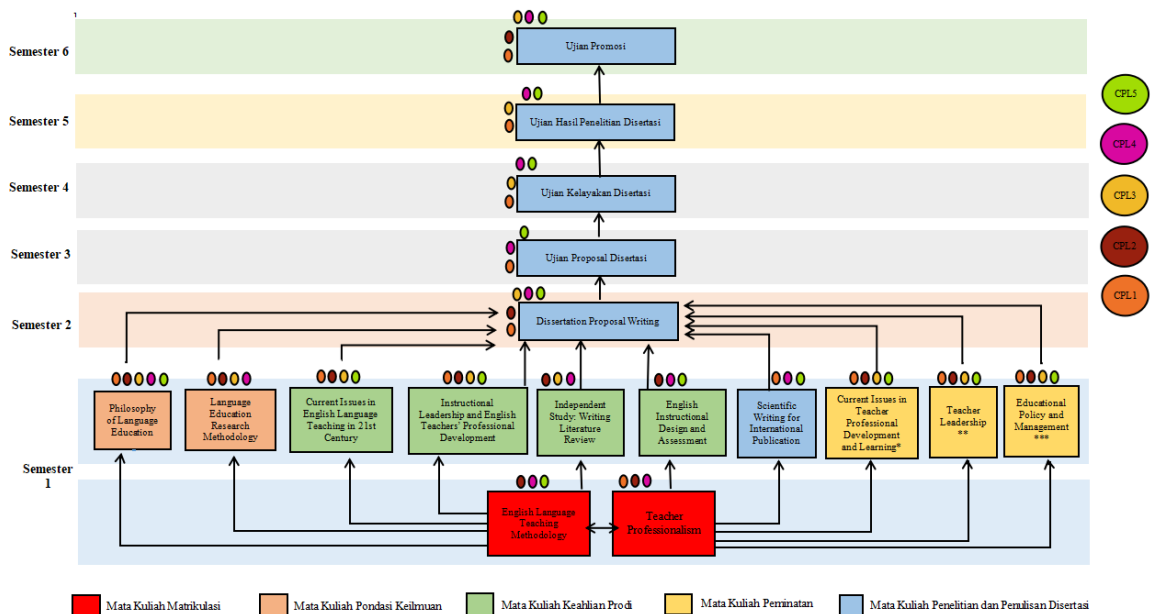 Semester 6
Ujian Promosi
Semester 5
Ujian Hasil Penelitian Disertasi
Semester 4
Ujian Kelayakan Disertasi
Semester 3
Ujian Proposal Disertasi
Semester 2
Dissertation Proposal Writing
CPL5
CPL4
CPL3
CPL2
CPL1
Semester
1
Philosophy
of Language
Education
Language
Education
Research
Methodology
Current Issues in
English Language
Teaching in 21st
Century
Instructional
Leadership and English
Teachers' Professional
Development
Independent
Study: Writing
Literature
Review
English
Instructional
Design and
Assessment
Scientific
Writing for
International
Publication
Current Issues in
Teacher
Professional
Development
and Learning*
Teacher
Leadership
**
Educational
Policy and
Management
***
English Language
Teaching
Methodology
Teacher
Professionalism
Mata Kuliah Matrikulasi
Mata Kuliah Pondasi Keilmuan
Mata Kuliah Keahlian Prodi
Mata Kuliah Peminatan
Mata Kuliah Penelitian dan Penulisan Disertasi